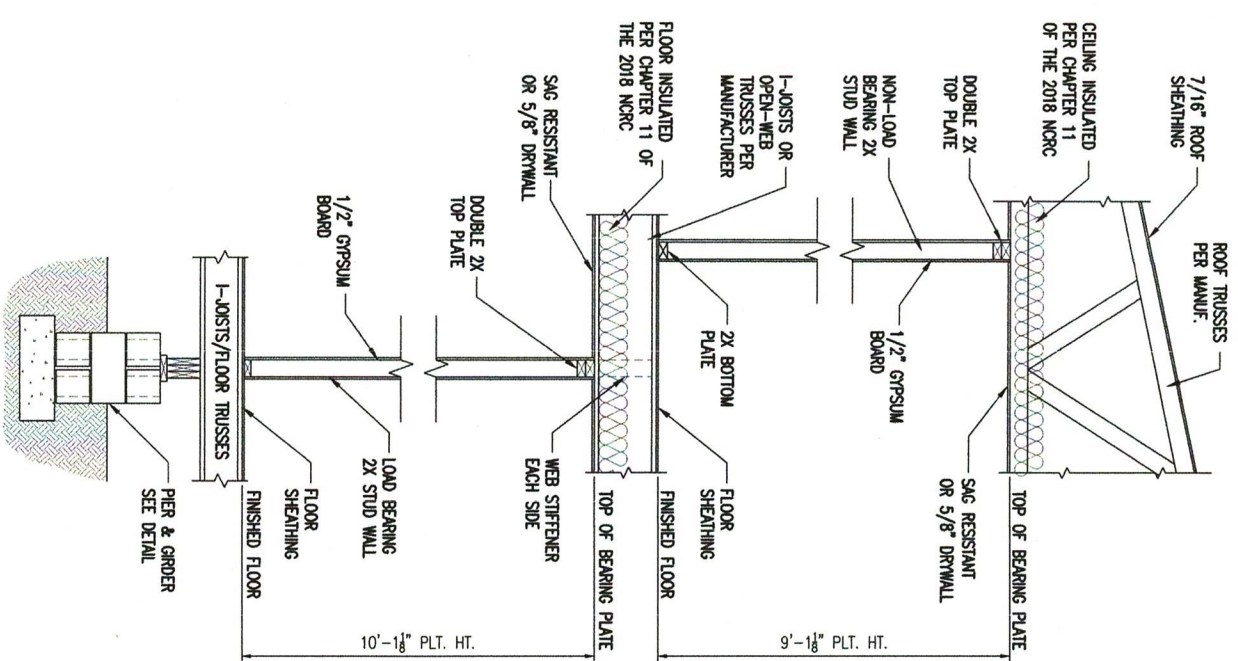 7/16" ROOF
SHEATHING
ROOF TRUSSES
PER MANUF.
CEILING INSULATED
PER CHAPTER 11
OF THE 2018 NCRC
DOUBLE 2X
TOP PLATE
NON-LOAD
BEARING 2X
STUD WALL
I-JOISTS OR
OPEN-WEB
TRUSSES PER
MANUFACTURER
FLOOR INSULATED
PER CHAPTER 11 OF
THE 2018 NCRC
SAG RESISTANT
OR 5/8" DRYWALL
TOP OF BEARING PLATE
SAG RESISTANT
OR 5/8" DRYWALL
1/2" GYPSUM
BOARD
2X BOTTOM
PLATE
9'-1⅛" PLT. HT.
FLOOR
SHEATHING
FINISHED FLOOR
TOP OF BEARING PLATE
WEB STIFFENER
EACH SIDE
DOUBLE 2X
TOP PLATE
1/2" GYPSUM
BOARD
LOAD BEARING
2X STUD WALL
10'-1⅛" PLT. HT.
FLOOR
SHEATHING
FINISHED FLOOR
I-JOISTS/FLOOR TRUSSES
PIER & GIRDER
SEE DETAIL